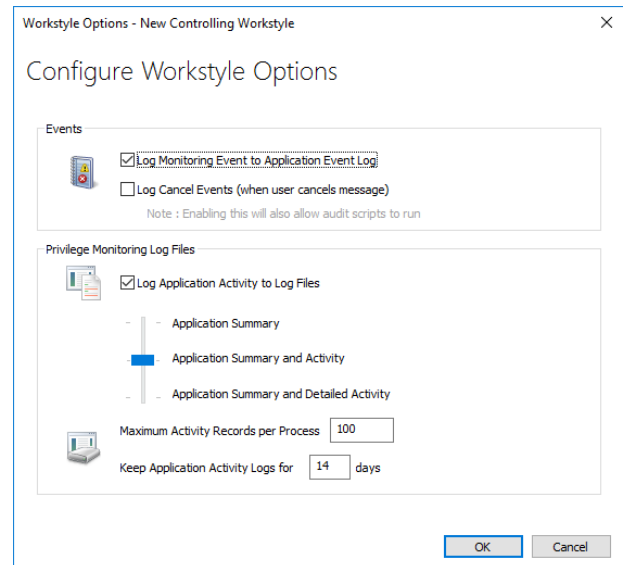 Workstyle Options - New Controlling Workstyle
Configure Workstyle Options
Events
Log Monitoring Event to Application Event Log
Log Cancel Events (when user cancels message)
Note : Enabling this will also allow audit scripts to run
Privilege Monitoring Log Files
Log Application Activity to Log Files
Application Summary
Application Summary and Activity
Application Summary and Detailed Activity
Maximum Activity Records per Process 100
Keep Application Activity Logs for 14 days
OK Cancel